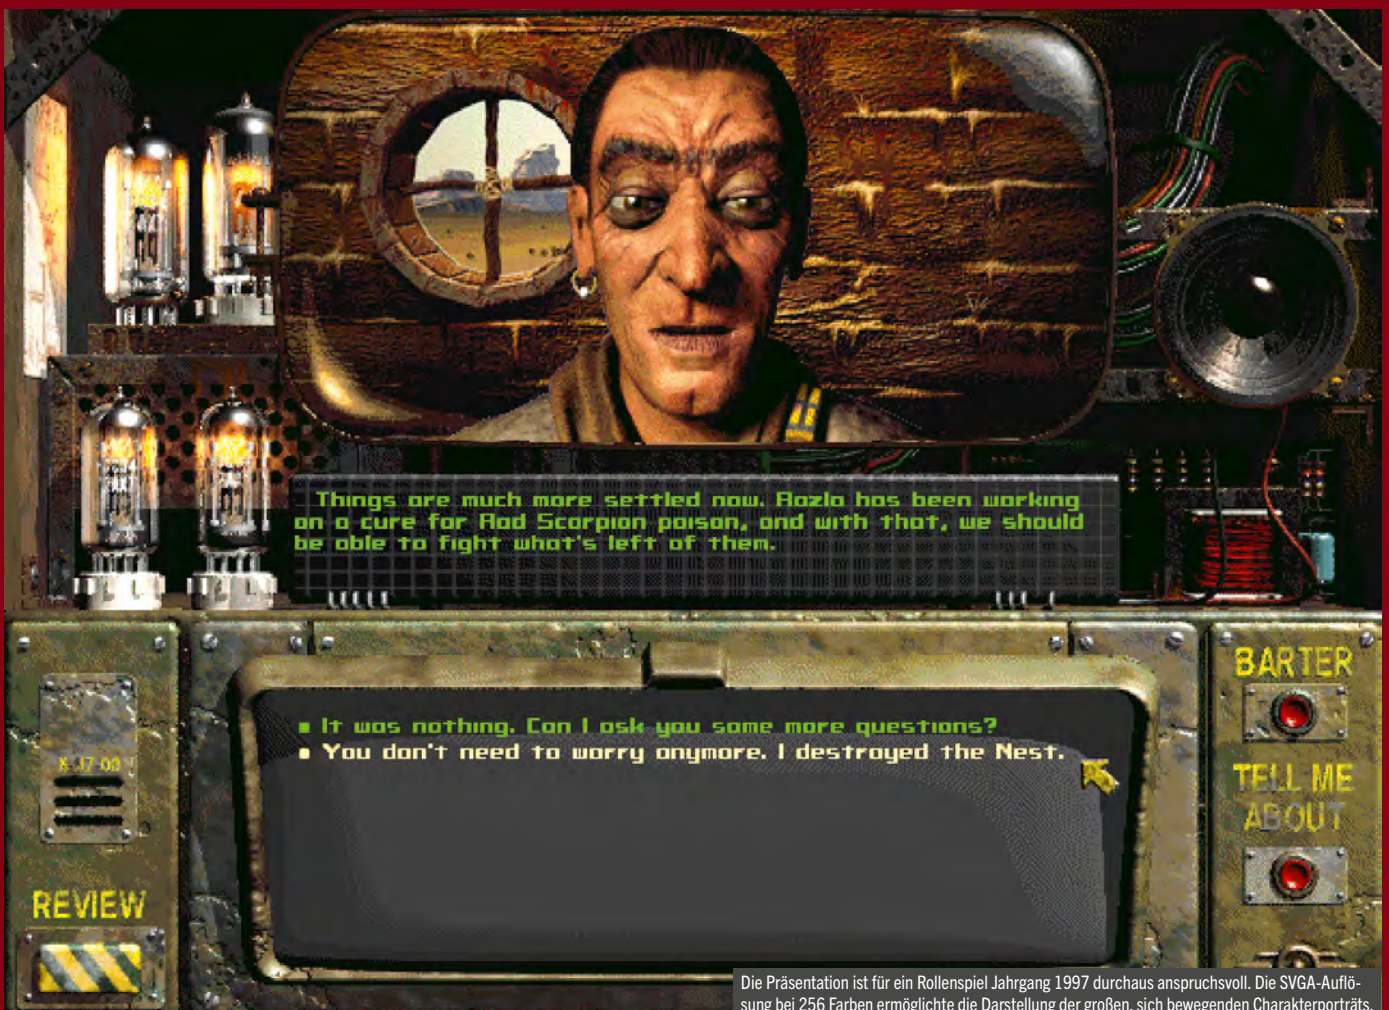 Things are much more settled now. Razlo has been working
on a cure for Rad Scorpion poison, and with that, we should
be able to fight what's left of them.
It was nothing. Can I ask you some more questions?
You don't need to worry anymore. I destroyed the Nest.
BARTER
TELL ME
ABOUT
REVIEW
Die Präsentation ist für ein Rollenspiel Jahrgang 1997 durchaus anspruchsvoll. Die SVGA-Auflö-
sung bei 256 Farben ermöglichte die Darstellung der großen, sich bewegenden Charakterporträts.